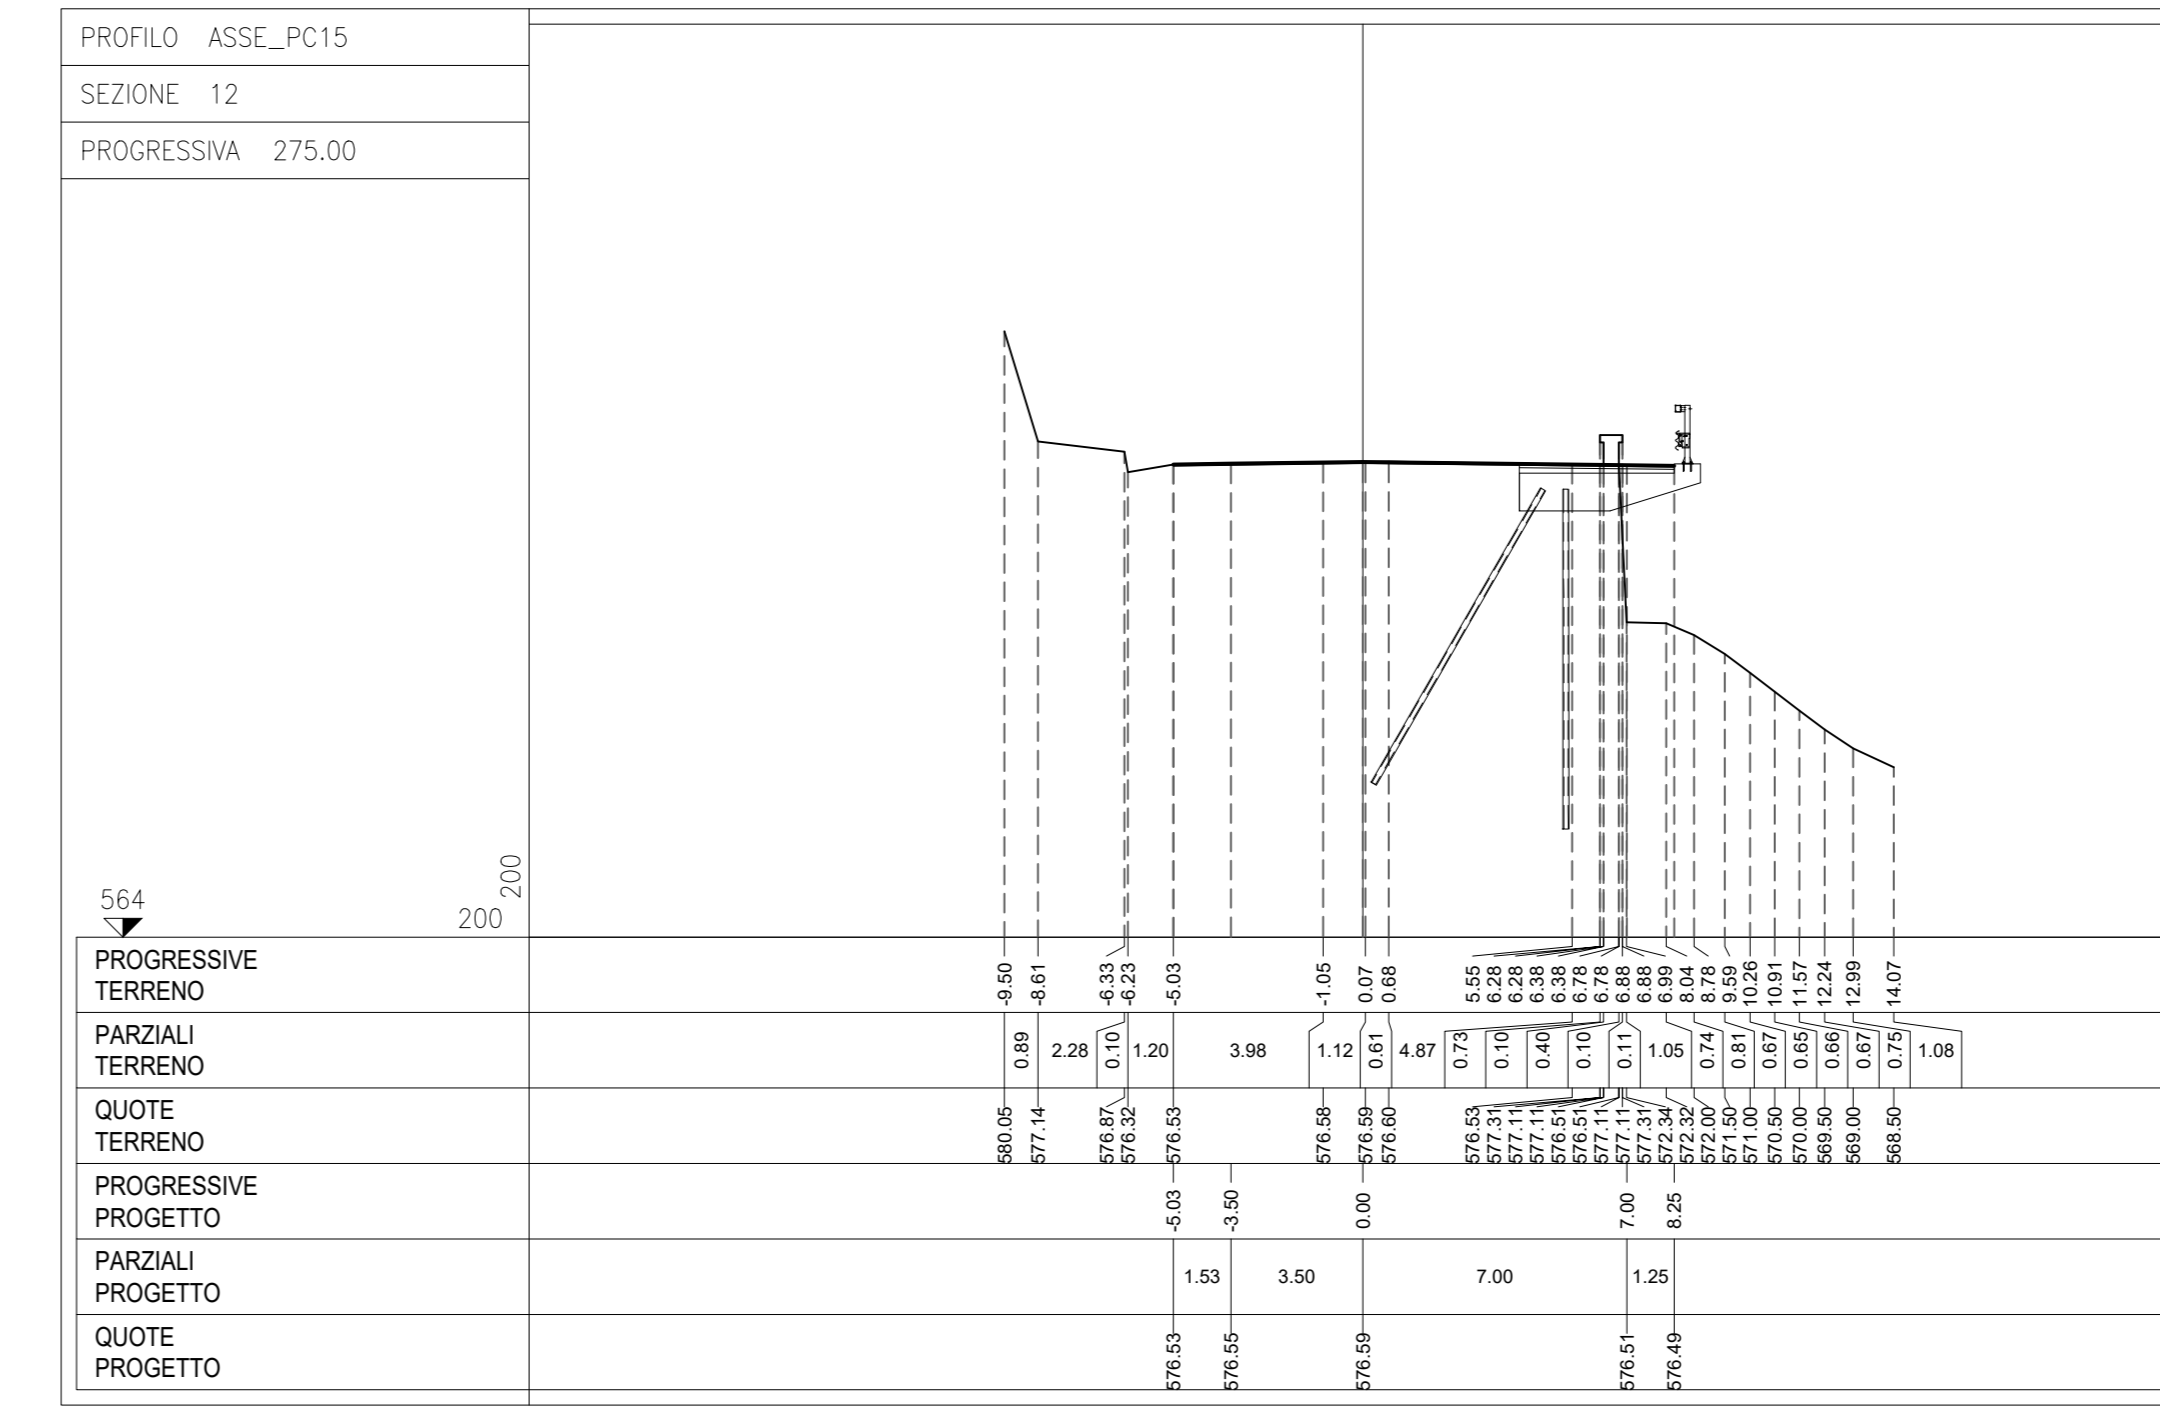 PROFILO ASSE_PC15
SEZIONE 12
PROGRESSIVA 275.00
564
200
200
PROGRESSIVE
TERRENO
-9.50 -8.61 -6.33 -6.23 -5.03 -1.05 0.07 0.68 5.55 6.28 6.28 6.38 6.38 6.78 6.78 6.88 6.88 6.99 8.04 8.78 9.59 10.26 10.91 11.57 12.24 12.99 14.07
PARZIALI
TERRENO
0.89 2.28 0.10 1.20 3.98 1.12 0.61 4.87 0.73 0.10 0.40 0.10 0.11 1.05 0.74 0.81 0.67 0.65 0.66 0.67 0.75 1.08
QUOTE
TERRENO
580.05 577.14 576.87 576.32 576.53 576.58 576.59 576.60 576.53 577.31 577.11 577.11 576.51 576.51 577.11 577.11 577.31 572.34 572.32 572.00 571.50 571.00 570.50 570.00 569.50 569.00 568.50
PROGRESSIVE
PROGETTO
-5.03 -3.50 0.00 7.00 8.25
PARZIALI
PROGETTO
1.53 3.50 7.00 1.25
QUOTE
PROGETTO
576.53 576.55 576.59 576.51 576.49